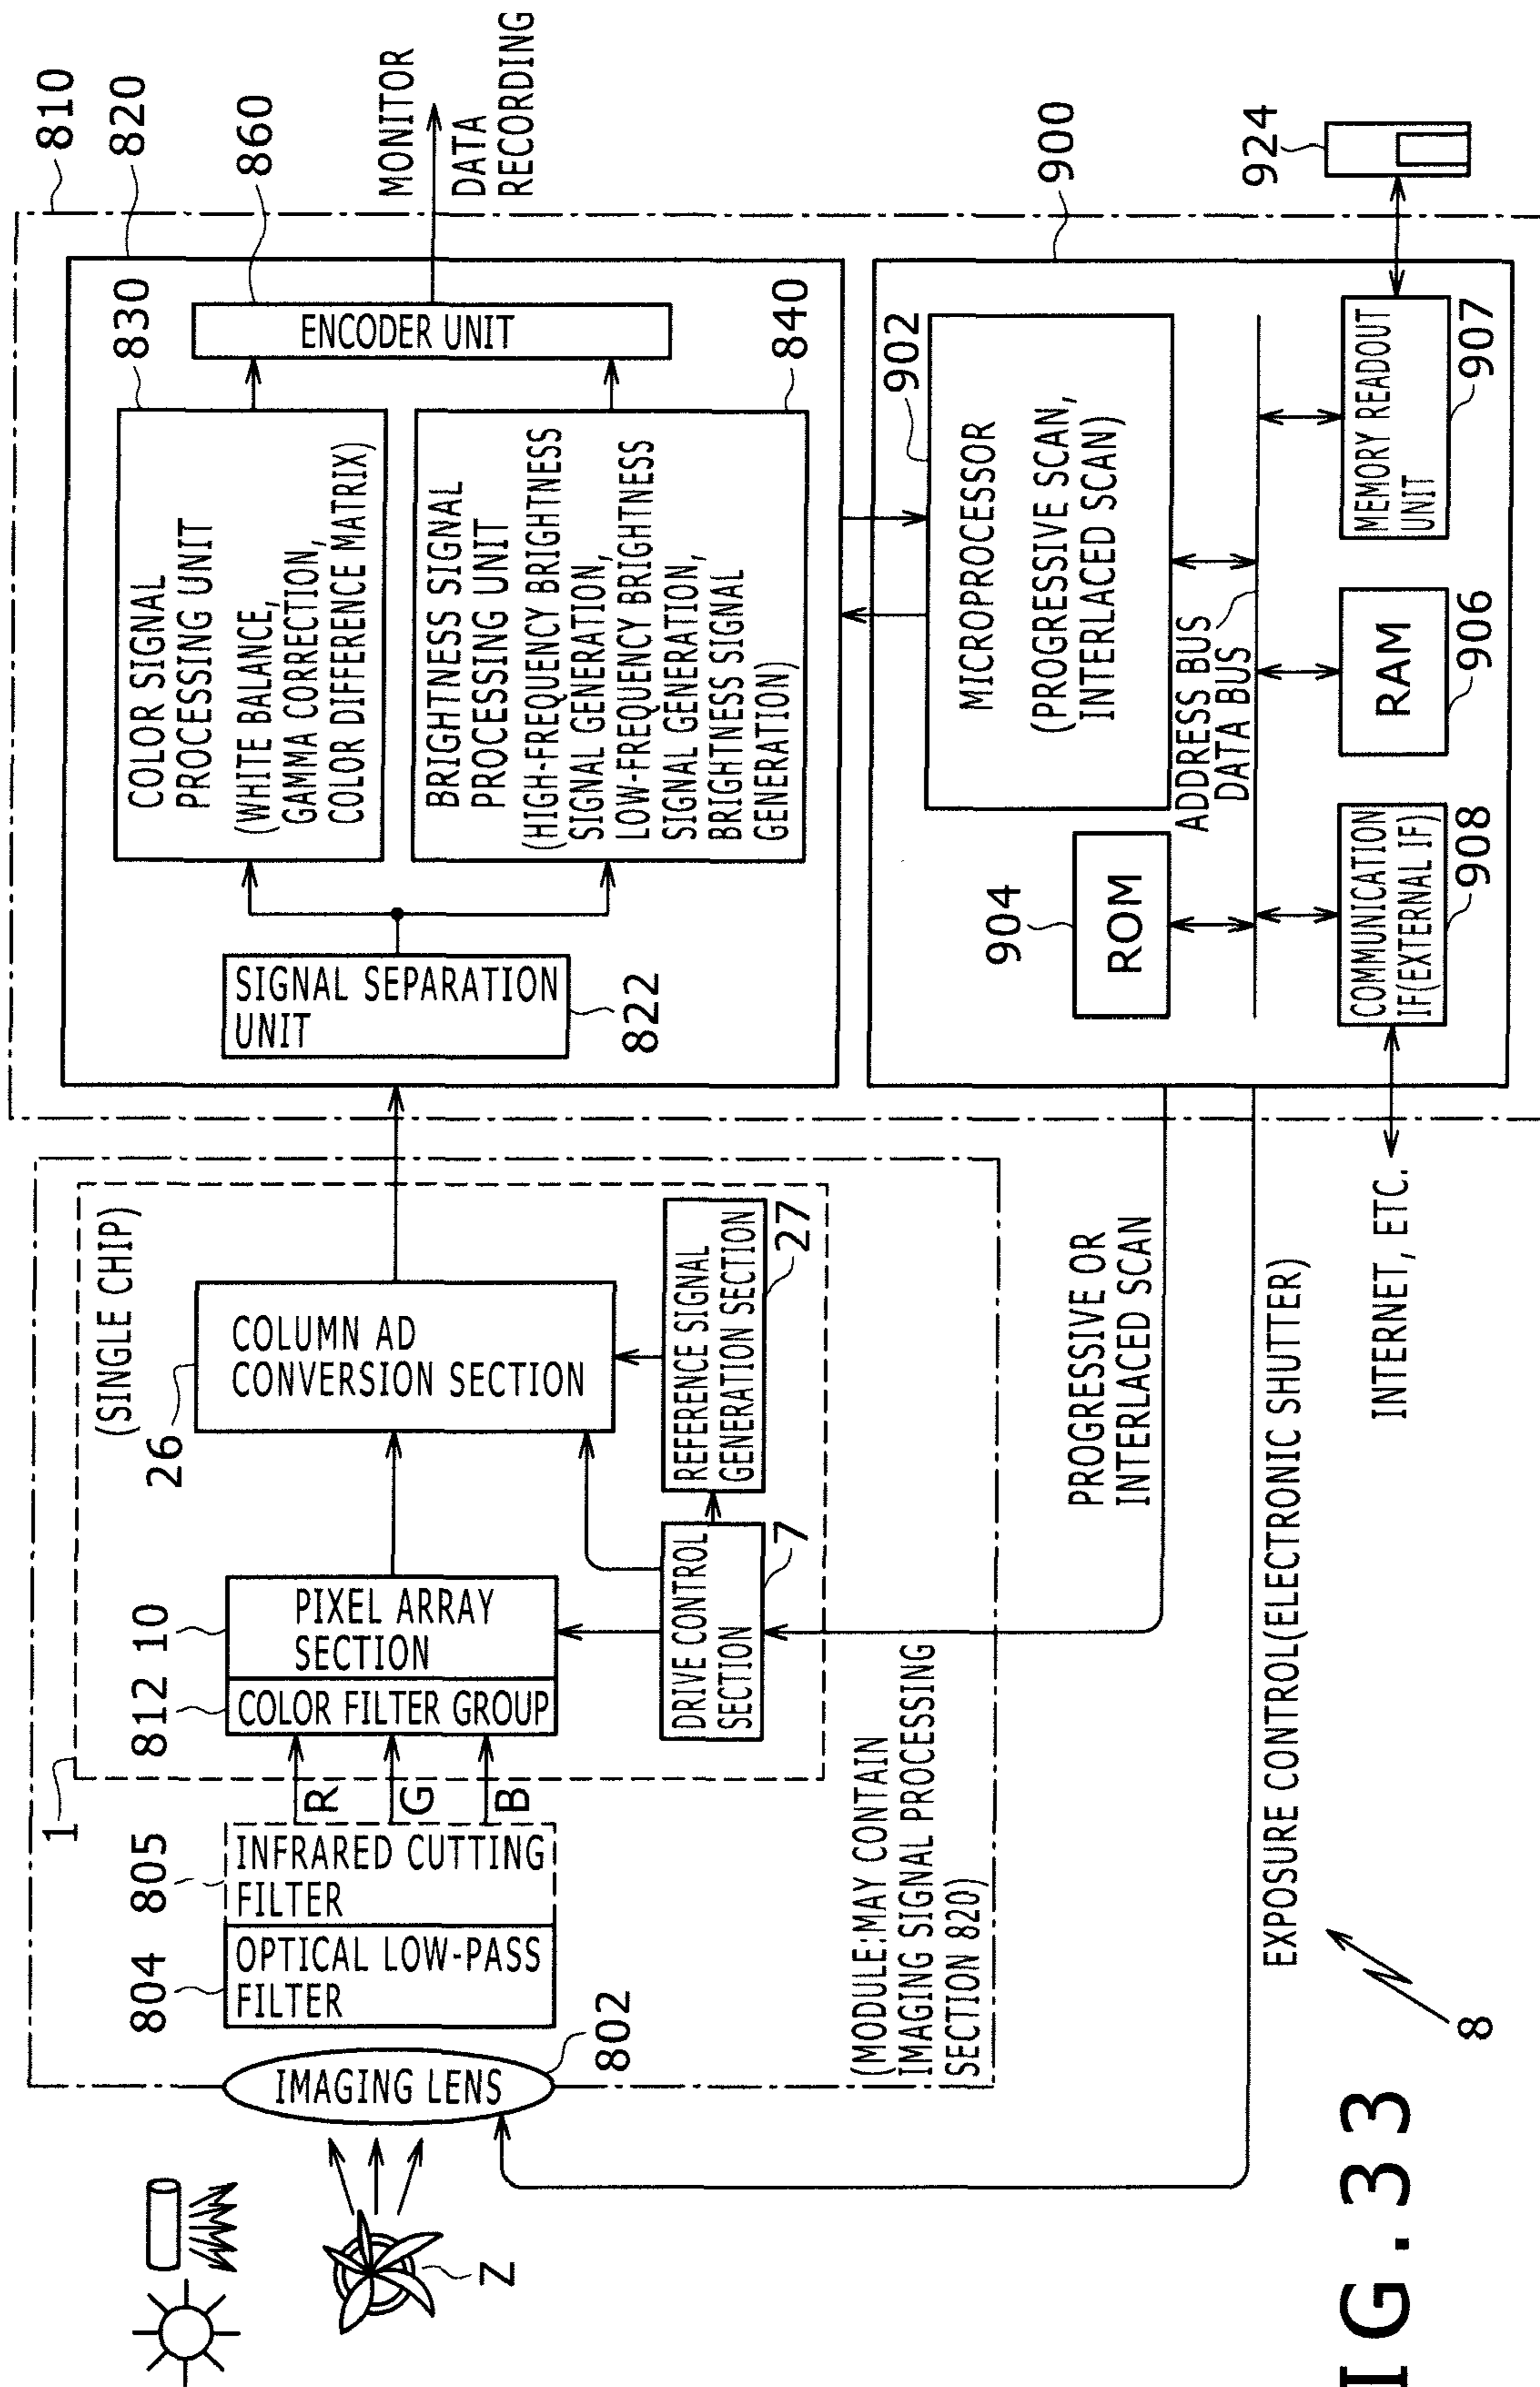 810
820
860
MONITOR
DATA
RECORDING
830
ENCODER UNIT
COLOR SIGNAL
PROCESSING UNIT
(WHITE BALANCE,
GAMMA CORRECTION,
COLOR DIFFERENCE MATRIX)
BRIGHTNESS SIGNAL
PROCESSING UNIT
(HIGH-FREQUENCY BRIGHTNESS
SIGNAL GENERATION,
LOW-FREQUENCY BRIGHTNESS
SIGNAL GENERATION,
BRIGHTNESS SIGNAL
GENERATION)
840
SIGNAL SEPARATION
UNIT
822
900
902
MICROPROCESSOR
(PROGRESSIVE SCAN,
INTERLACED SCAN)
904
ROM
ADDRESS BUS
DATA BUS
COMMUNICATION
IF(EXTERNAL IF)
908
RAM
906
MEMORY READOUT
UNIT
907
924
1
(SINGLE CHIP)
26
COLUMN AD
CONVERSION SECTION
REFERENCE SIGNAL
GENERATION SECTION
27
812
10
PIXEL ARRAY
SECTION
COLOR FILTER GROUP
DRIVE CONTROL
SECTION
7
R
G
B
804
805
INFRARED CUTTING
FILTER
OPTICAL LOW-PASS
FILTER
IMAGING LENS
802
Z
(MODULE:MAY CONTAIN
IMAGING SIGNAL PROCESSING
SECTION 820)
PROGRESSIVE OR
INTERLACED SCAN
EXPOSURE CONTROL(ELECTRONIC SHUTTER)
INTERNET, ETC.
8
IG.33